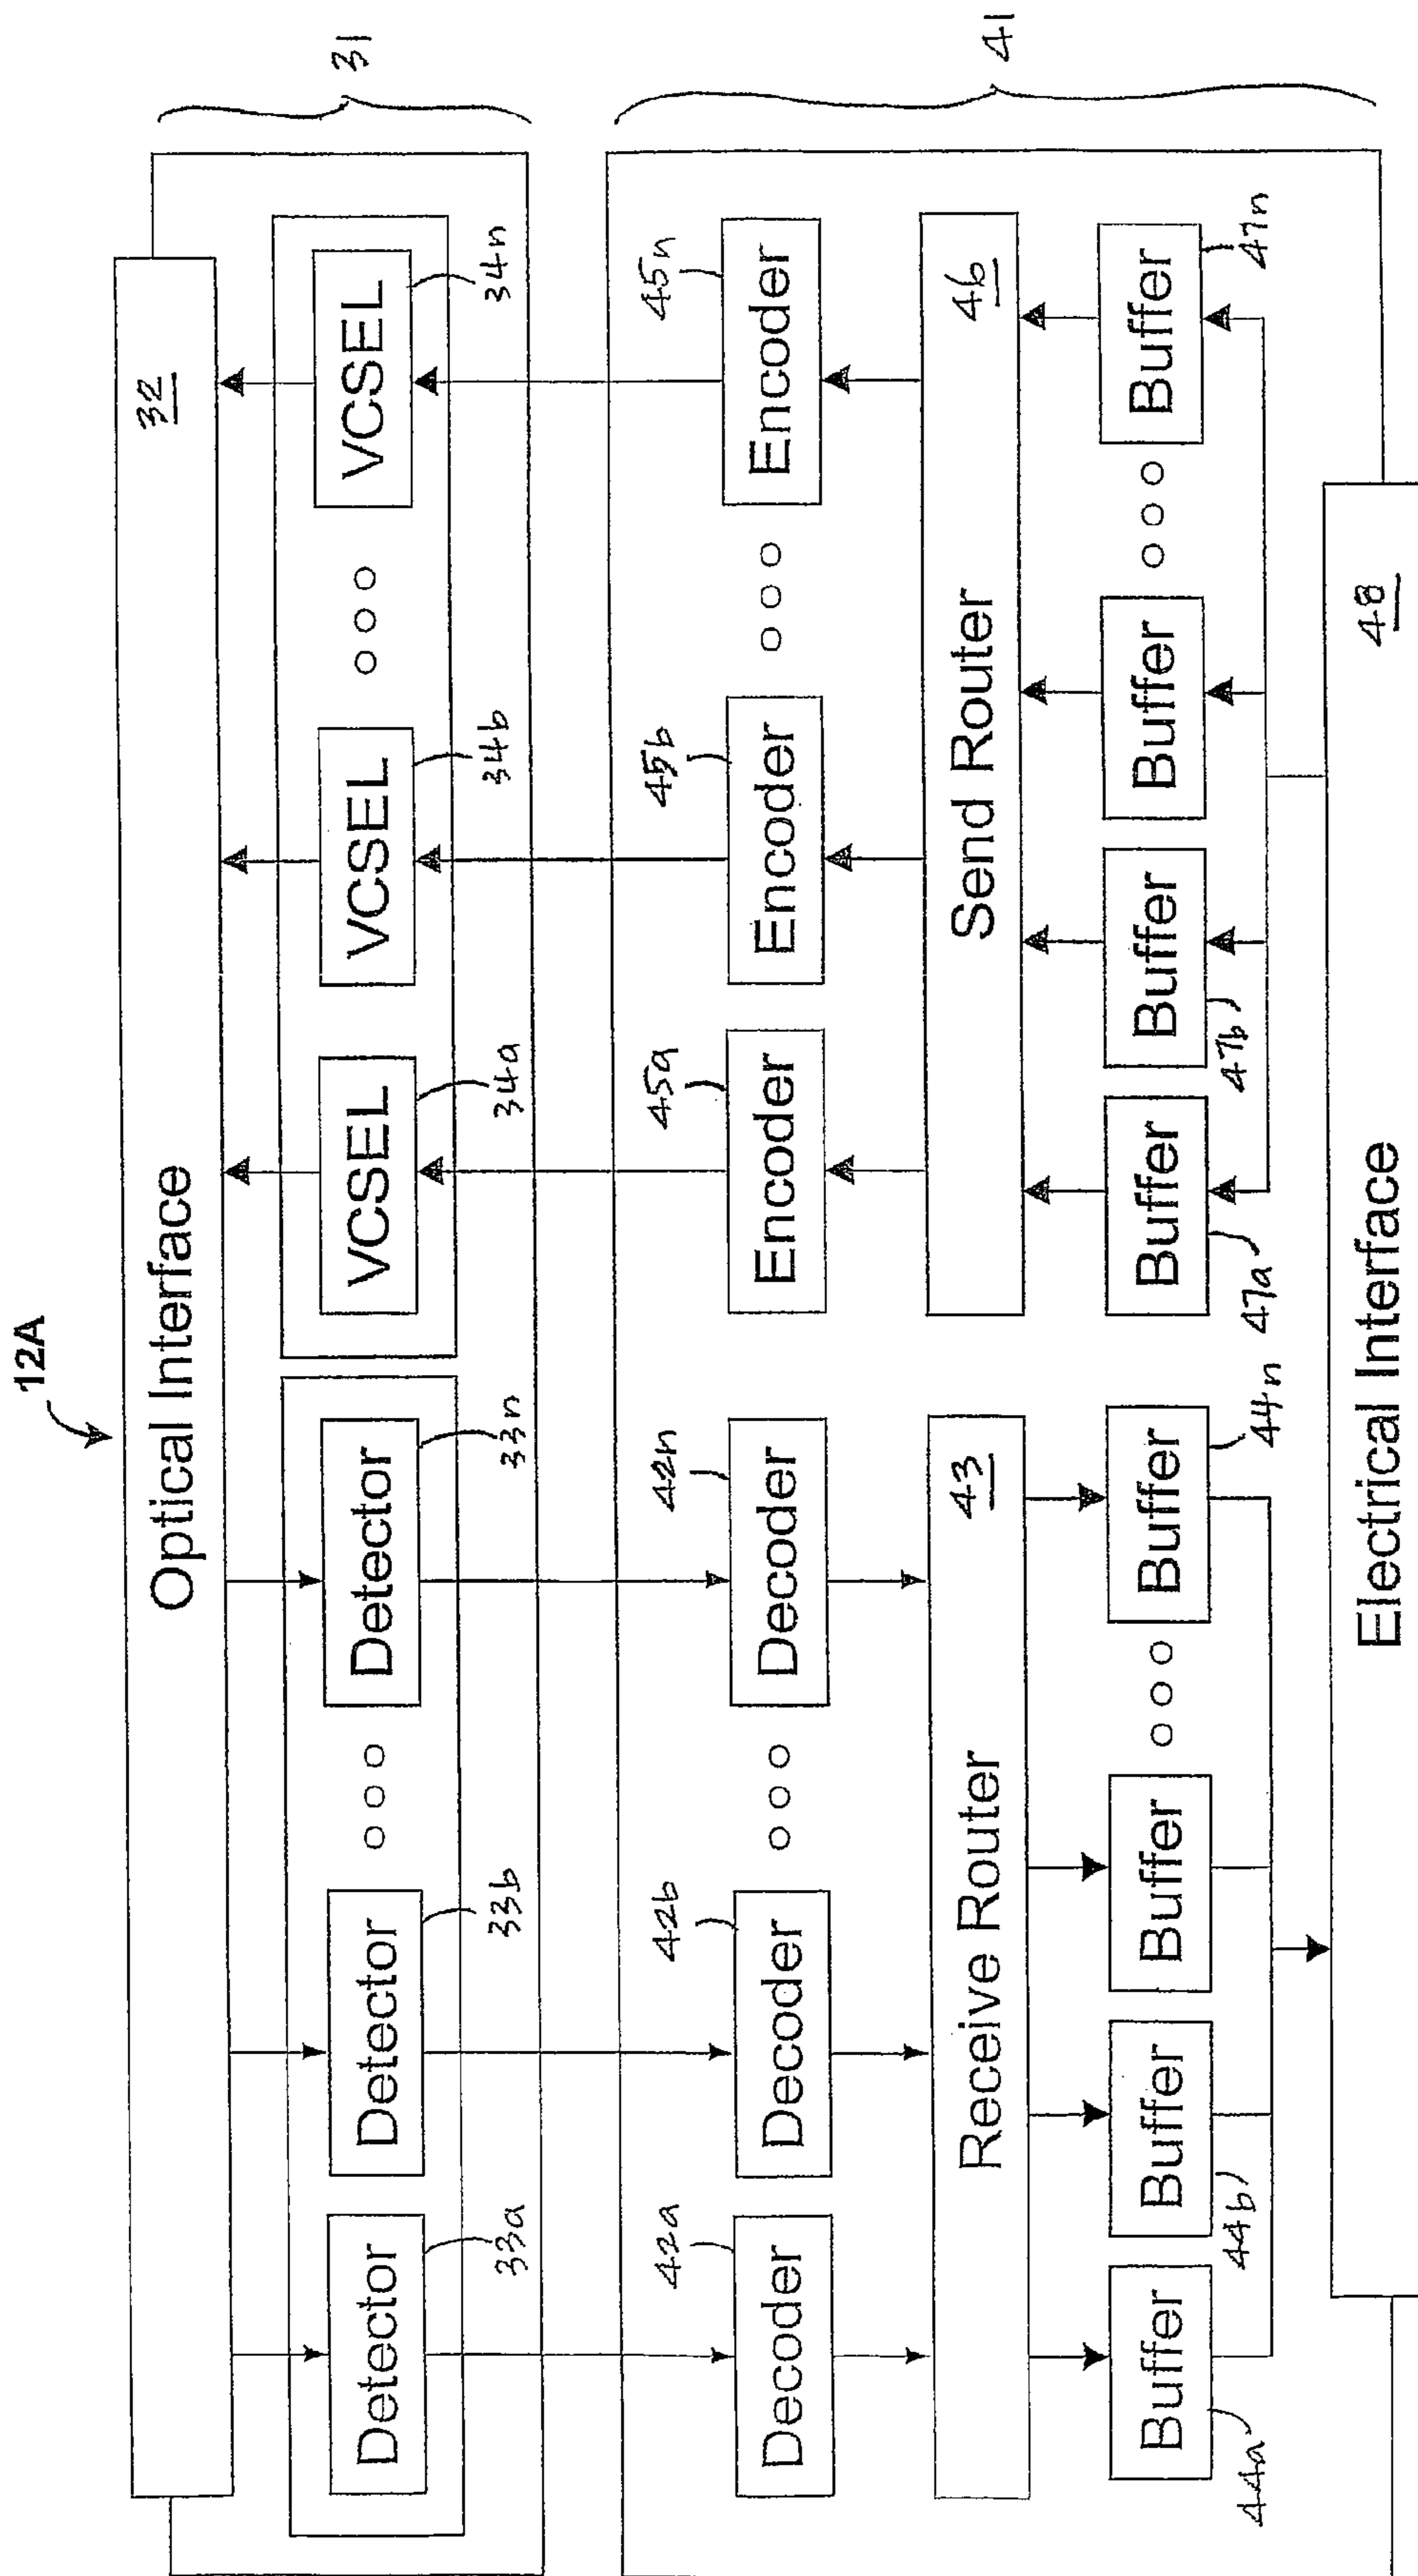 12A
Optical Interface
32
31
Detector
Detector
Detector
VCSEL
VCSEL
VCSEL
33a
33b
33n
34a
34b
34n
42a
42b
42n
45a
45b
45n
41
Decoder
Decoder
Decoder
Encoder
Encoder
Encoder
Receive Router
43
Send Router
46
Buffer
Buffer
Buffer
Buffer
Buffer
Buffer
Buffer
Buffer
44a
44b
44n
47a
47b
47n
Electrical Interface
48